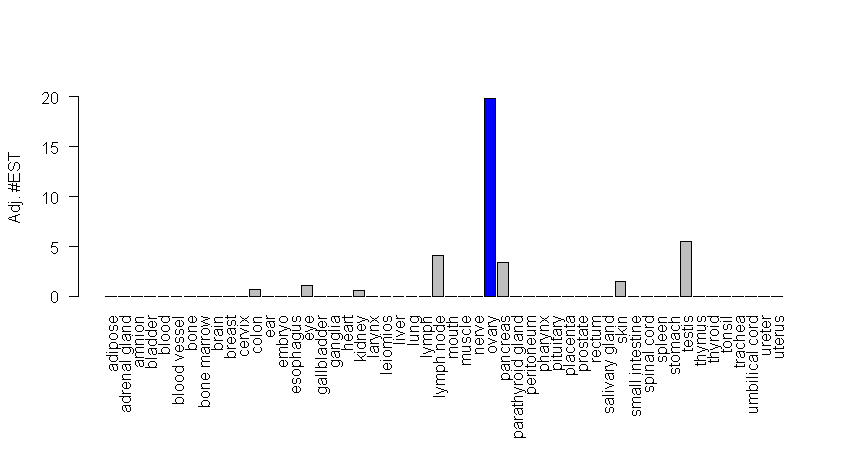 Adj. #EST
20
15
10
5
0
adipose
adrenal gland
amnion
bladder
blood
blood vessel
bone
bone marrow
brain
breast
cervix
colon
ear
embryo
esophagus
eye
gallbladder
ganglia
heart
kidney
larynx
leiomios
liver
lung
lymph
lymph node
mouth
muscle
nerve
ovary
pancreas
parathyroid gland
peritoneum
pharynx
pituitary
placenta
prostate
rectum
salivary gland
skin
small intestine
spinal cord
spleen
stomach
testis
thymus
thyroid
tonsil
trachea
umbilical cord
ureter
uterus